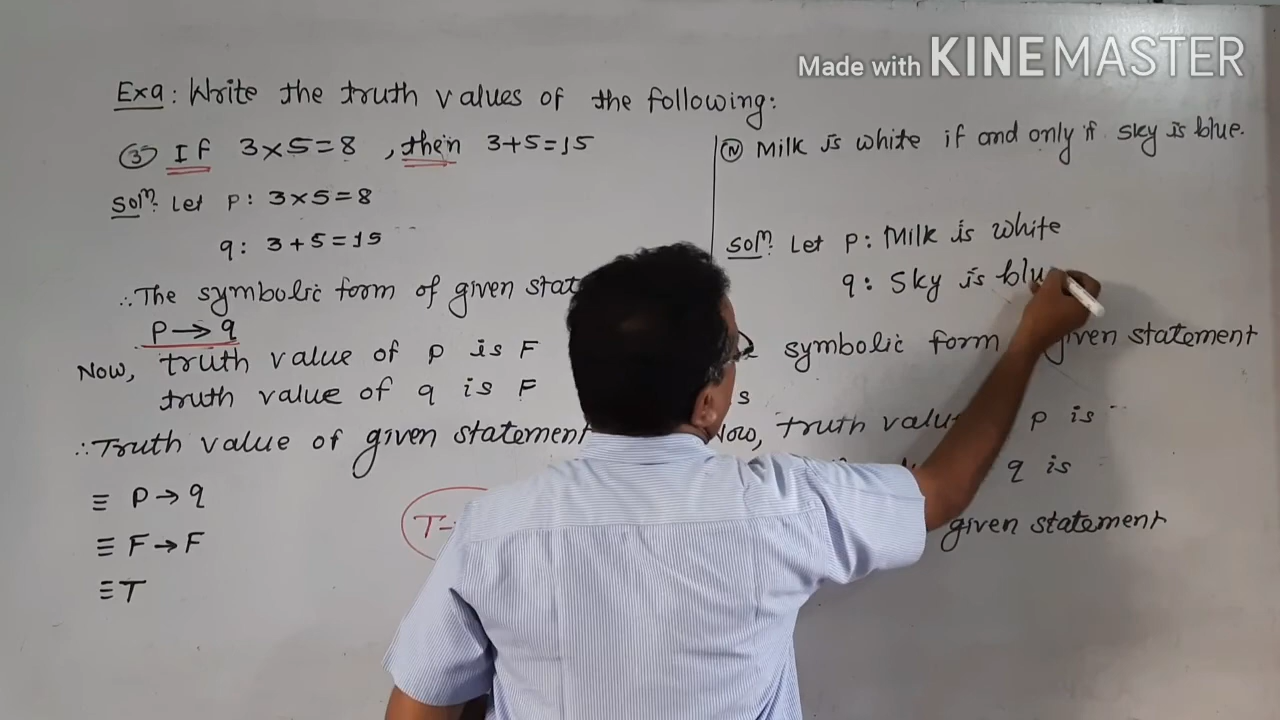 Made with KINEMASTER
Exa: Write the truth values of the following:
③ If 3×5=8 , then 3+5=15
Solⁿ: Let p: 3×5=8
q: 3+5=15
∴ The symbolic form of given
P → q
Now, truth value of p is F
truth value of q is F
∴ Truth value of given statement
≡ P → q
≡ F → F
≡ T
(iv) Milk is white if and only if sky is blue.
Solⁿ: Let p: Milk is white
q: Sky is blu
symbolic form given statement
is
Now, truth p is
q is
given statement